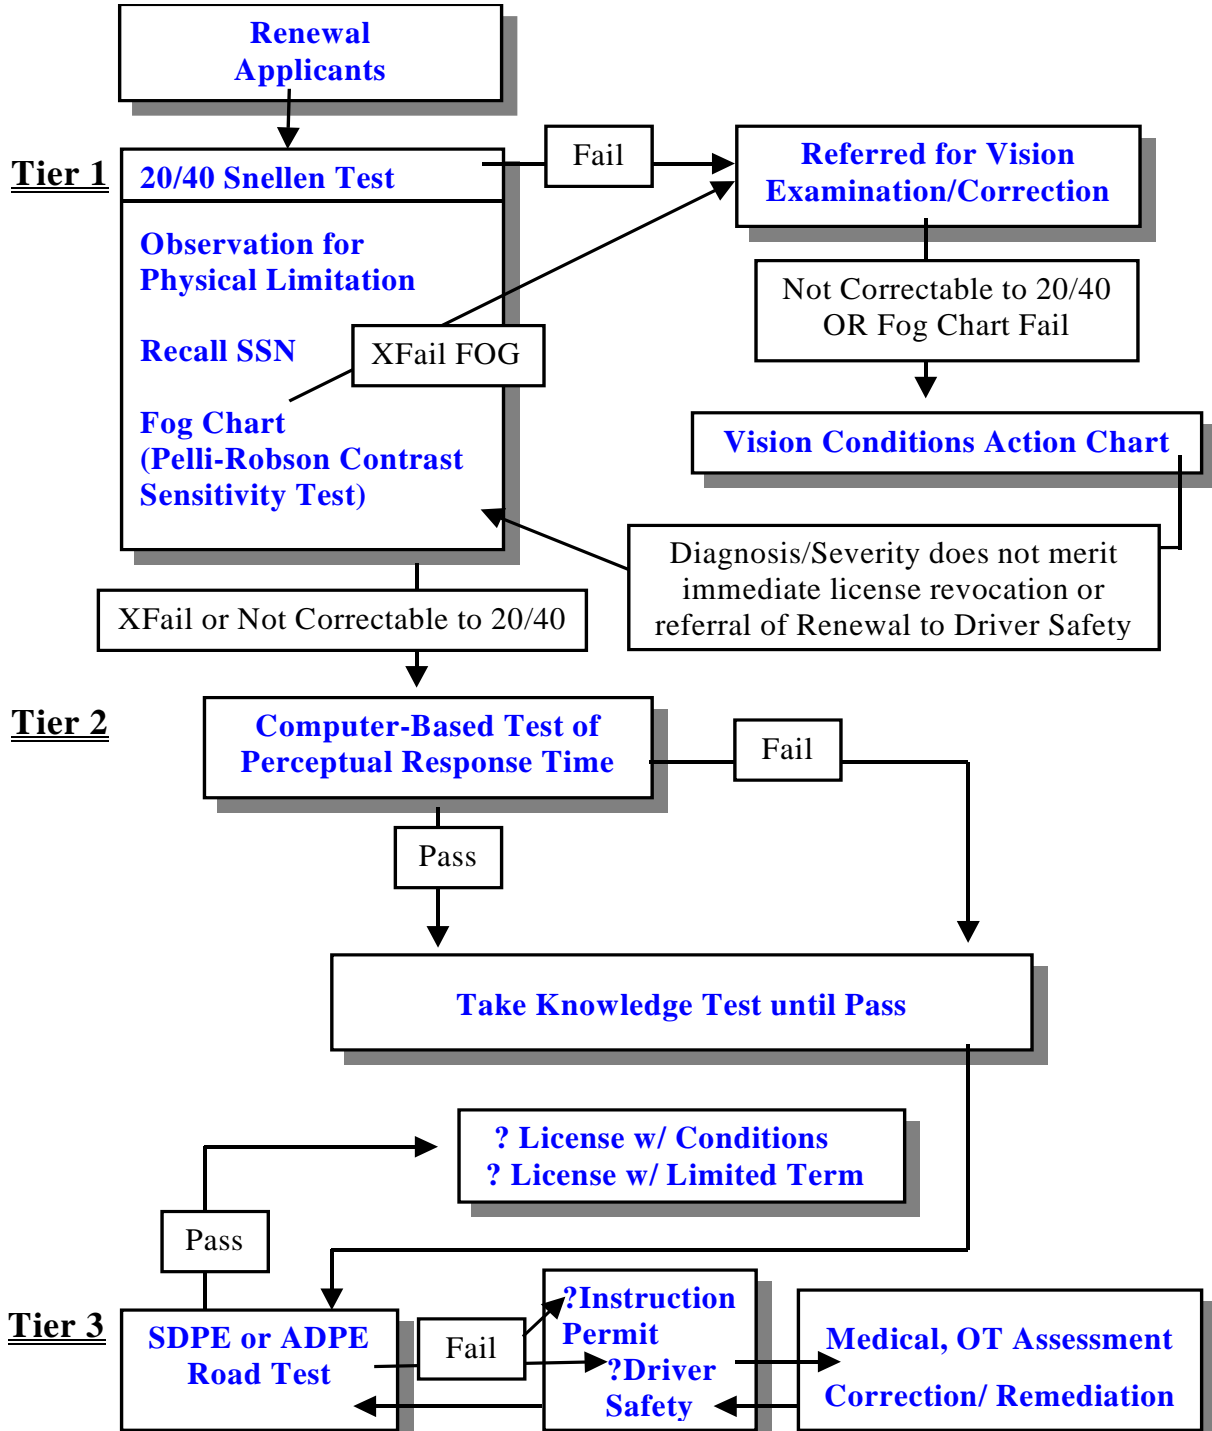 Renewal
Applicants
Tier 1
20/40 Snellen Test
Fail
Referred for Vision
Examination/Correction
Observation for
Physical Limitation
Recall SSN
XFail FOG
Fog Chart
(Pelli-Robson Contrast
Sensitivity Test)
Not Correctable to 20/40
OR Fog Chart Fail
Vision Conditions Action Chart
Diagnosis/Severity does not merit
immediate license revocation or
referral of Renewal to Driver Safety
XFail or Not Correctable to 20/40
Tier 2
Computer-Based Test of
Perceptual Response Time
Fail
Pass
Take Knowledge Test until Pass
? License w/ Conditions
? License w/ Limited Term
Pass
Tier 3
SDPE or ADPE
Road Test
Fail
?Instruction
Permit
?Driver
Safety
Medical, OT Assessment
Correction/ Remediation